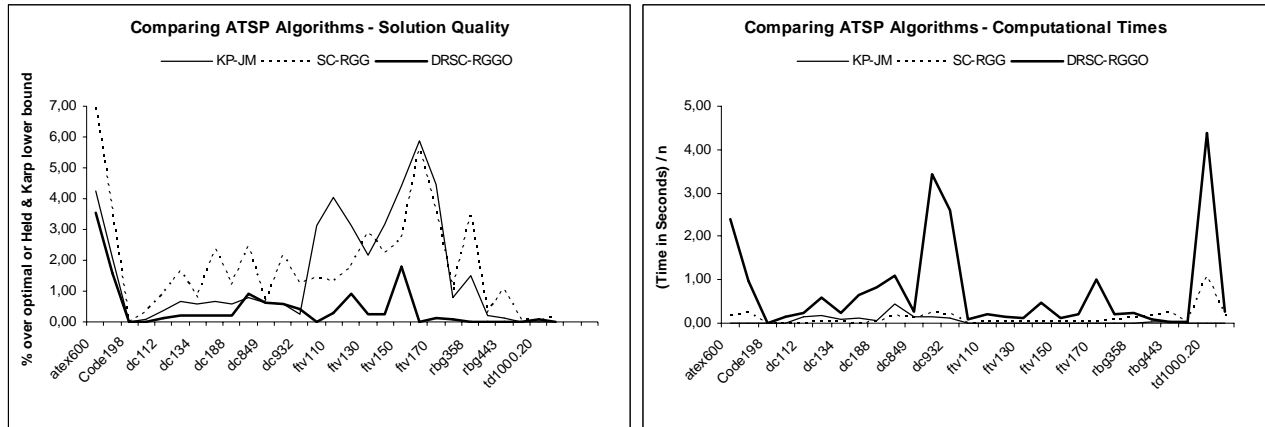 Comparing ATSP Algorithms - Solution Quality
KP-JM
SC-RGG
DRSC-RGGO
% over optimal or Held & Karp lower bound
7,00
6,00
5,00
4,00
3,00
2,00
1,00
0,00
atex600
Code198
dc112
dc134
dc188
dc849
dc932
ftv110
ftv130
ftv150
ftv170
rbg358
rbg443
td1000.20
Comparing ATSP Algorithms - Computational Times
KP-JM
SC-RGG
DRSC-RGGO
(Time in Seconds) / n
5,00
4,00
3,00
2,00
1,00
0,00
atex600
Code198
dc112
dc134
dc188
dc849
dc932
ftv110
ftv130
ftv150
ftv170
rbg358
rbg443
td1000.20